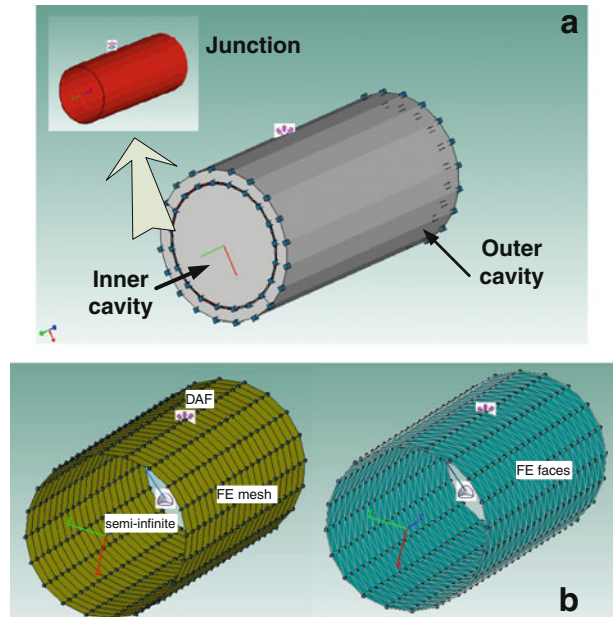 a
Junction
Inner
cavity
Outer
cavity
DAF
FE mesh
semi-infinite
FE faces
b